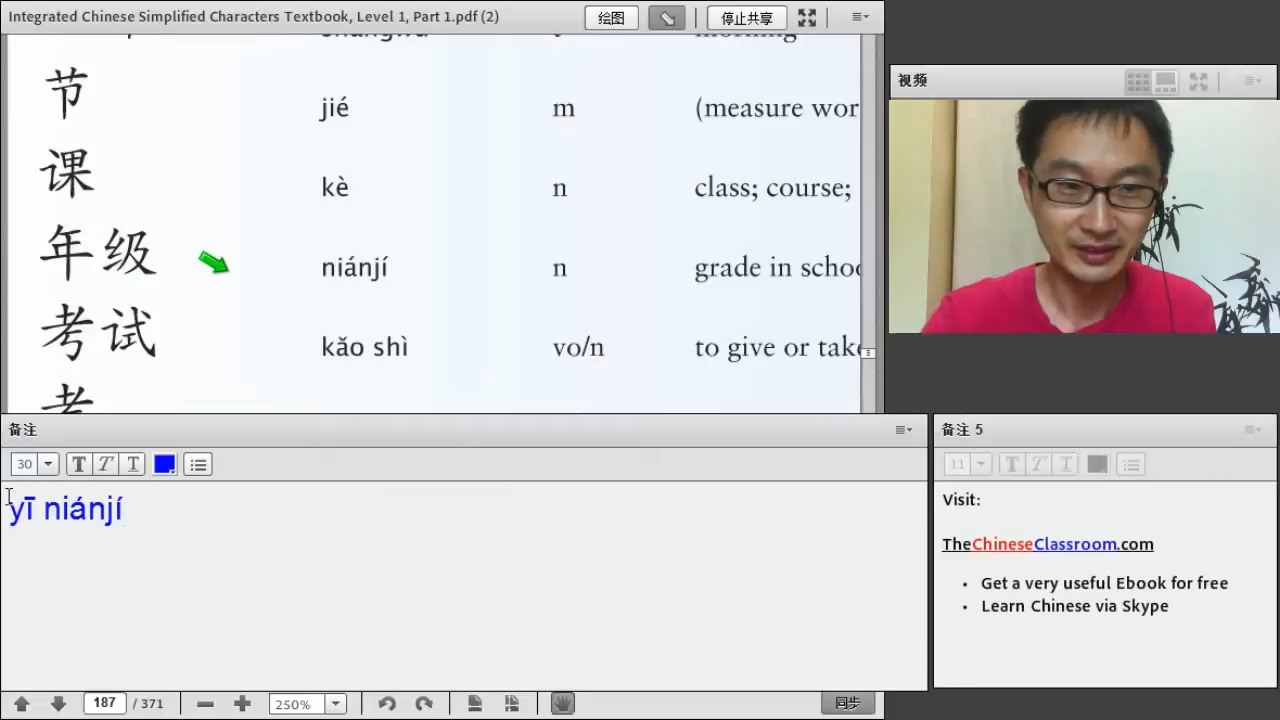 Integrated Chinese Simplified Characters Textbook, Level 1, Part 1.pdf (2)
绘图
停止共享
视频
节 jié m (measure wor
课 kè n class; course;
年级 niánjí n grade in schoo
考试 kǎo shì vo/n to give or take
备注
30
T T T
yī niánjí
187 / 371
250%
同步
备注 5
11
T T T
Visit:
TheChineseClassroom.com
• Get a very useful Ebook for free
• Learn Chinese via Skype